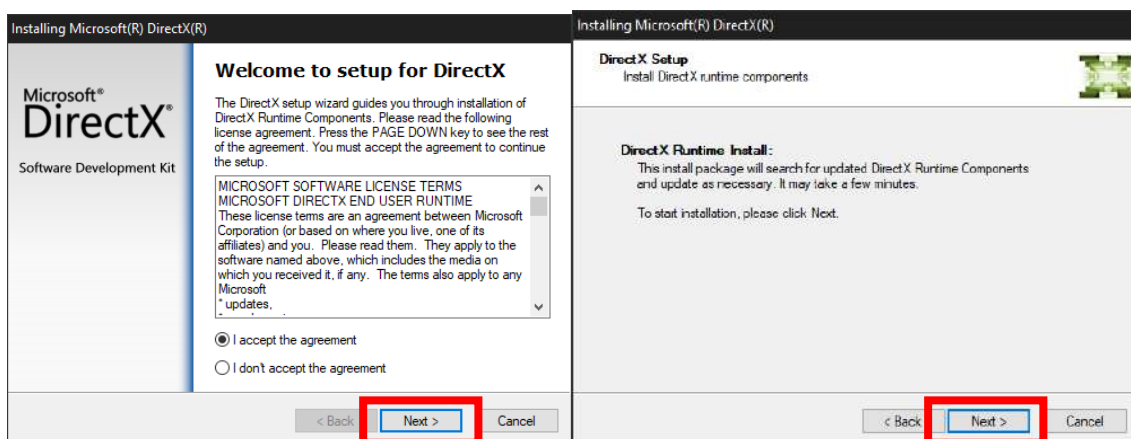 Installing Microsoft(R) DirectX(R)
Microsoft®
DirectX®
Software Development Kit
Welcome to setup for DirectX
The DirectX setup wizard guides you through installation of
DirectX Runtime Components. Please read the following
license agreement. Press the PAGE DOWN key to see the rest
of the agreement. You must accept the agreement to continue
the setup.
MICROSOFT SOFTWARE LICENSE TERMS
MICROSOFT DIRECTX END USER RUNTIME
These license terms are an agreement between Microsoft
Corporation (or based on where you live, one of its
affiliates) and you. Please read them. They apply to the
software named above, which includes the media on
which you received it, if any. The terms also apply to any
Microsoft
* updates,
I accept the agreement
I don't accept the agreement
< Back
Next >
Cancel
Installing Microsoft(R) DirectX(R)
DirectX Setup
Install DirectX runtime components
DirectX Runtime Install:
This install package will search for updated DirectX Runtime Components
and update as necessary. It may take a few minutes.
To start installation, please click Next.
< Back
Next >
Cancel